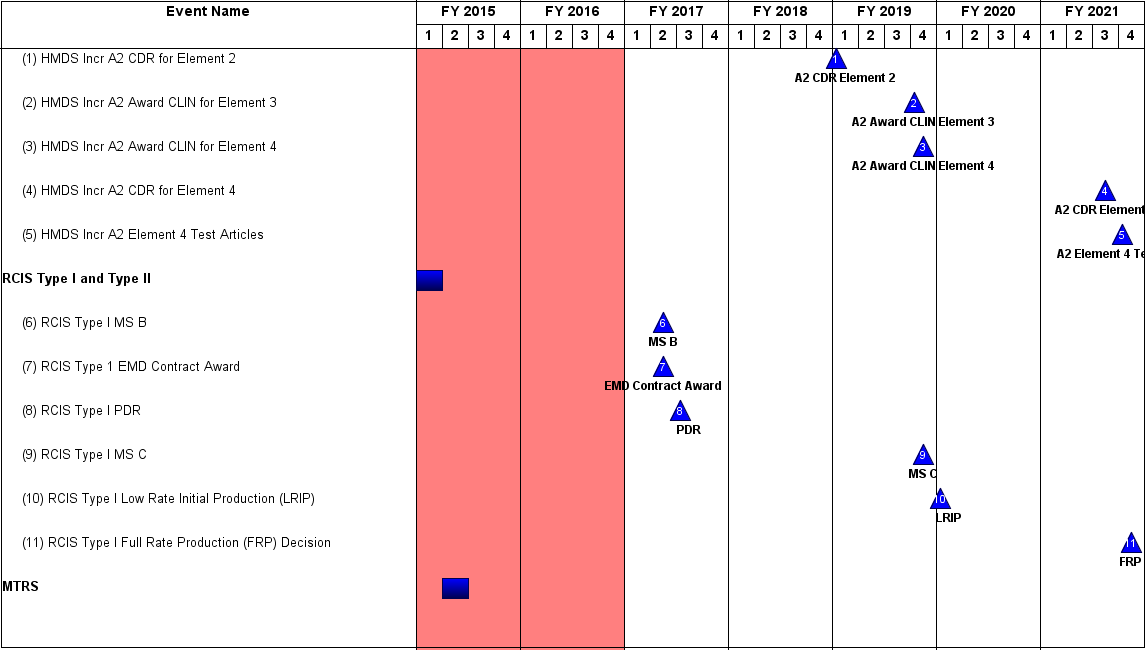 Event Name FY 2015 FY 2016 FY 2017 FY 2018 FY 2019 FY 2020 FY 2021
1 2 3 4 1 2 3 4 1 2 3 4 1 2 3 4 1 2 3 4 1 2 3 4 1 2 3 4
(1) HMDS Incr A2 CDR for Element 2 1
A2 CDR Element 2
(2) HMDS Incr A2 Award CLIN for Element 3 2
A2 Award CLIN Element 3
(3) HMDS Incr A2 Award CLIN for Element 4 3
A2 Award CLIN Element 4
(4) HMDS Incr A2 CDR for Element 4 4
A2 CDR Element
(5) HMDS Incr A2 Element 4 Test Articles 5
A2 Element 4 Te
RCIS Type I and Type II
(6) RCIS Type I MS B 6
MS B
(7) RCIS Type 1 EMD Contract Award 7
EMD Contract Award
(8) RCIS Type I PDR 8
PDR
(9) RCIS Type I MS C 9
MS C
(10) RCIS Type I Low Rate Initial Production (LRIP) 10
LRIP
(11) RCIS Type I Full Rate Production (FRP) Decision 11
FRP
MTRS